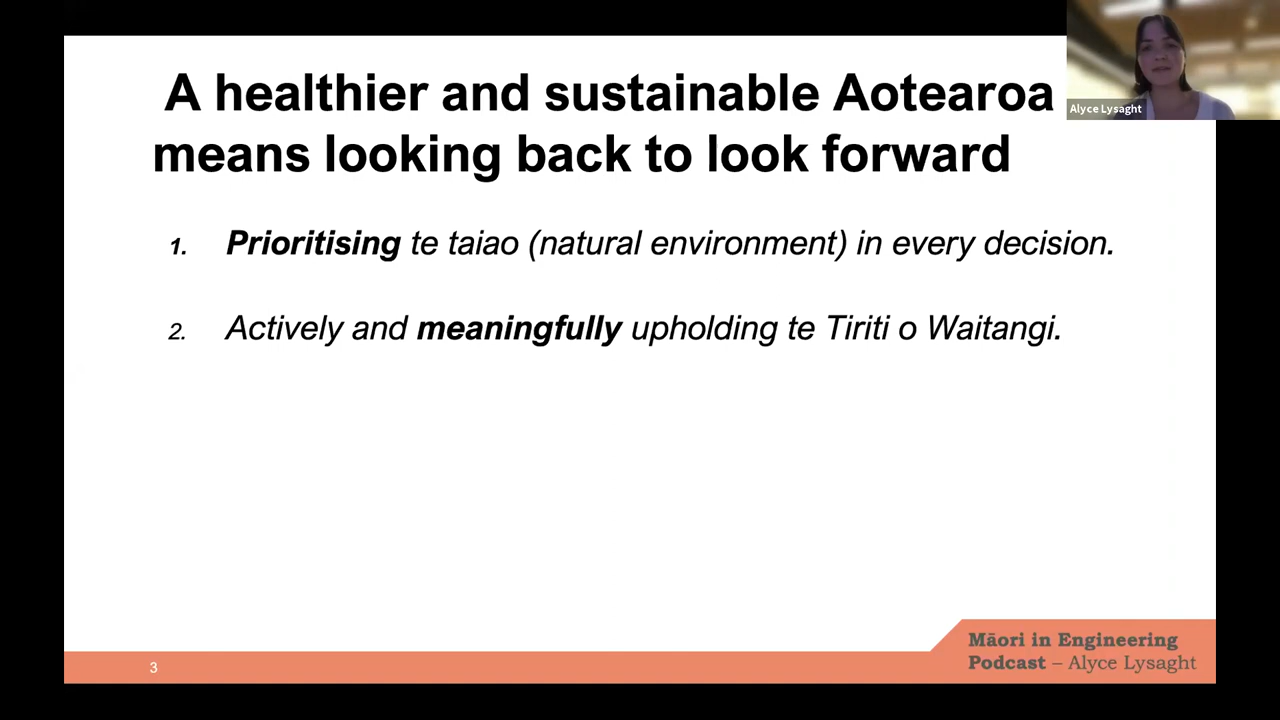 A healthier and sustainable Aotearoa
means looking back to look forward
Alyce Lysaght
1. Prioritising te taiao (natural environment) in every decision.
2. Actively and meaningfully upholding te Tiriti o Waitangi.
Māori in Engineering
Podcast – Alyce Lysaght
3